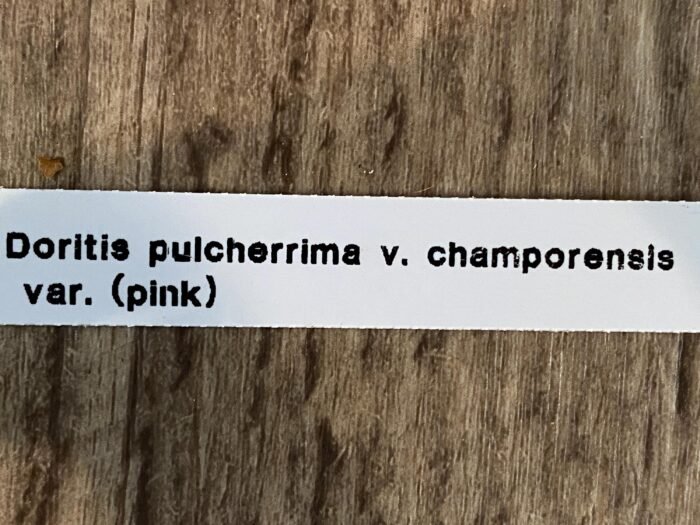 Doritis pulcherrima v. champorensis
var. (pink)